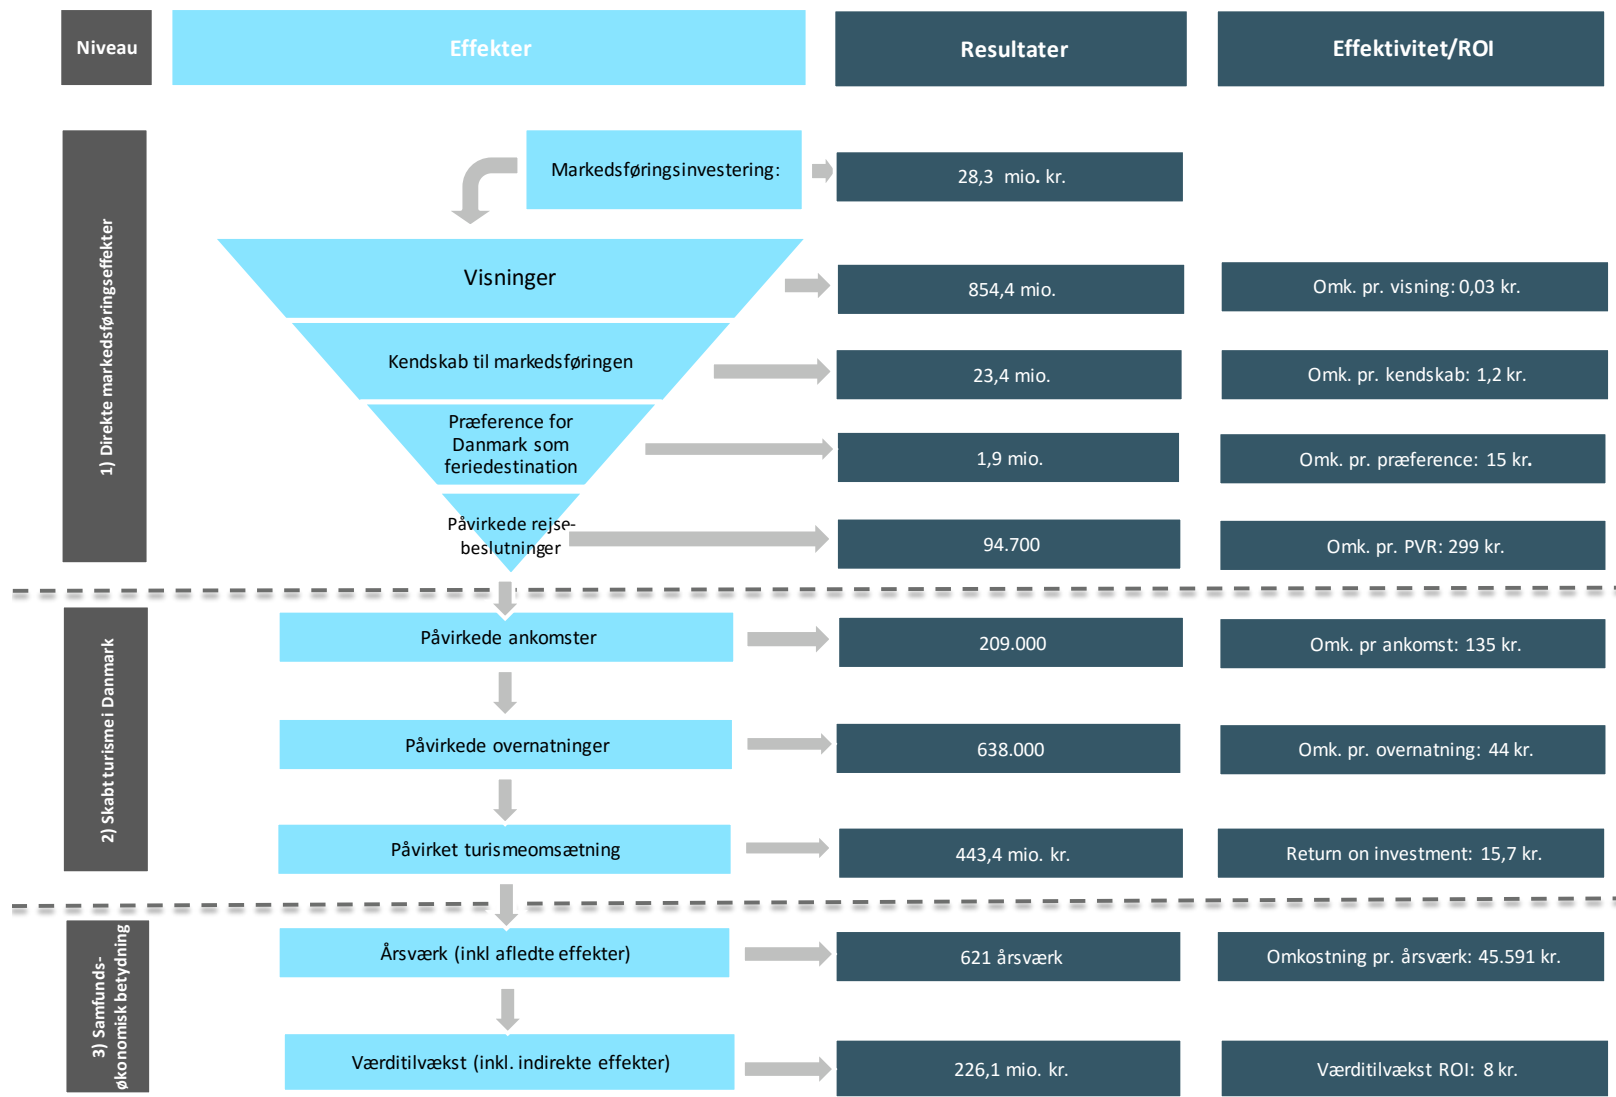 Niveau
Effekter
Resultater
Effektivitet/ROI
1) Direkte markedsføringseffekter
Markedsføringsinvestering:
28,3 mio. kr.
Visninger
854,4 mio.
Omk. pr. visning: 0,03 kr.
Kendskab til markedsføringen
23,4 mio.
Omk. pr. kendskab: 1,2 kr.
Præference for
Danmark som
feriedestination
1,9 mio.
Omk. pr. præference: 15 kr.
Påvirkede rejse-
beslutninger
94.700
Omk. pr. PVR: 299 kr.
2) Skabt turisme i Danmark
Påvirkede ankomster
209.000
Omk. pr ankomst: 135 kr.
Påvirkede overnatninger
638.000
Omk. pr. overnatning: 44 kr.
Påvirket turismeomsætning
443,4 mio. kr.
Return on investment: 15,7 kr.
3) Samfunds-
økonomisk betydning
Årsværk (inkl afledte effekter)
621 årsværk
Omkostning pr. årsværk: 45.591 kr.
Værditilvækst (inkl. indirekte effekter)
226,1 mio. kr.
Værditilvækst ROI: 8 kr.